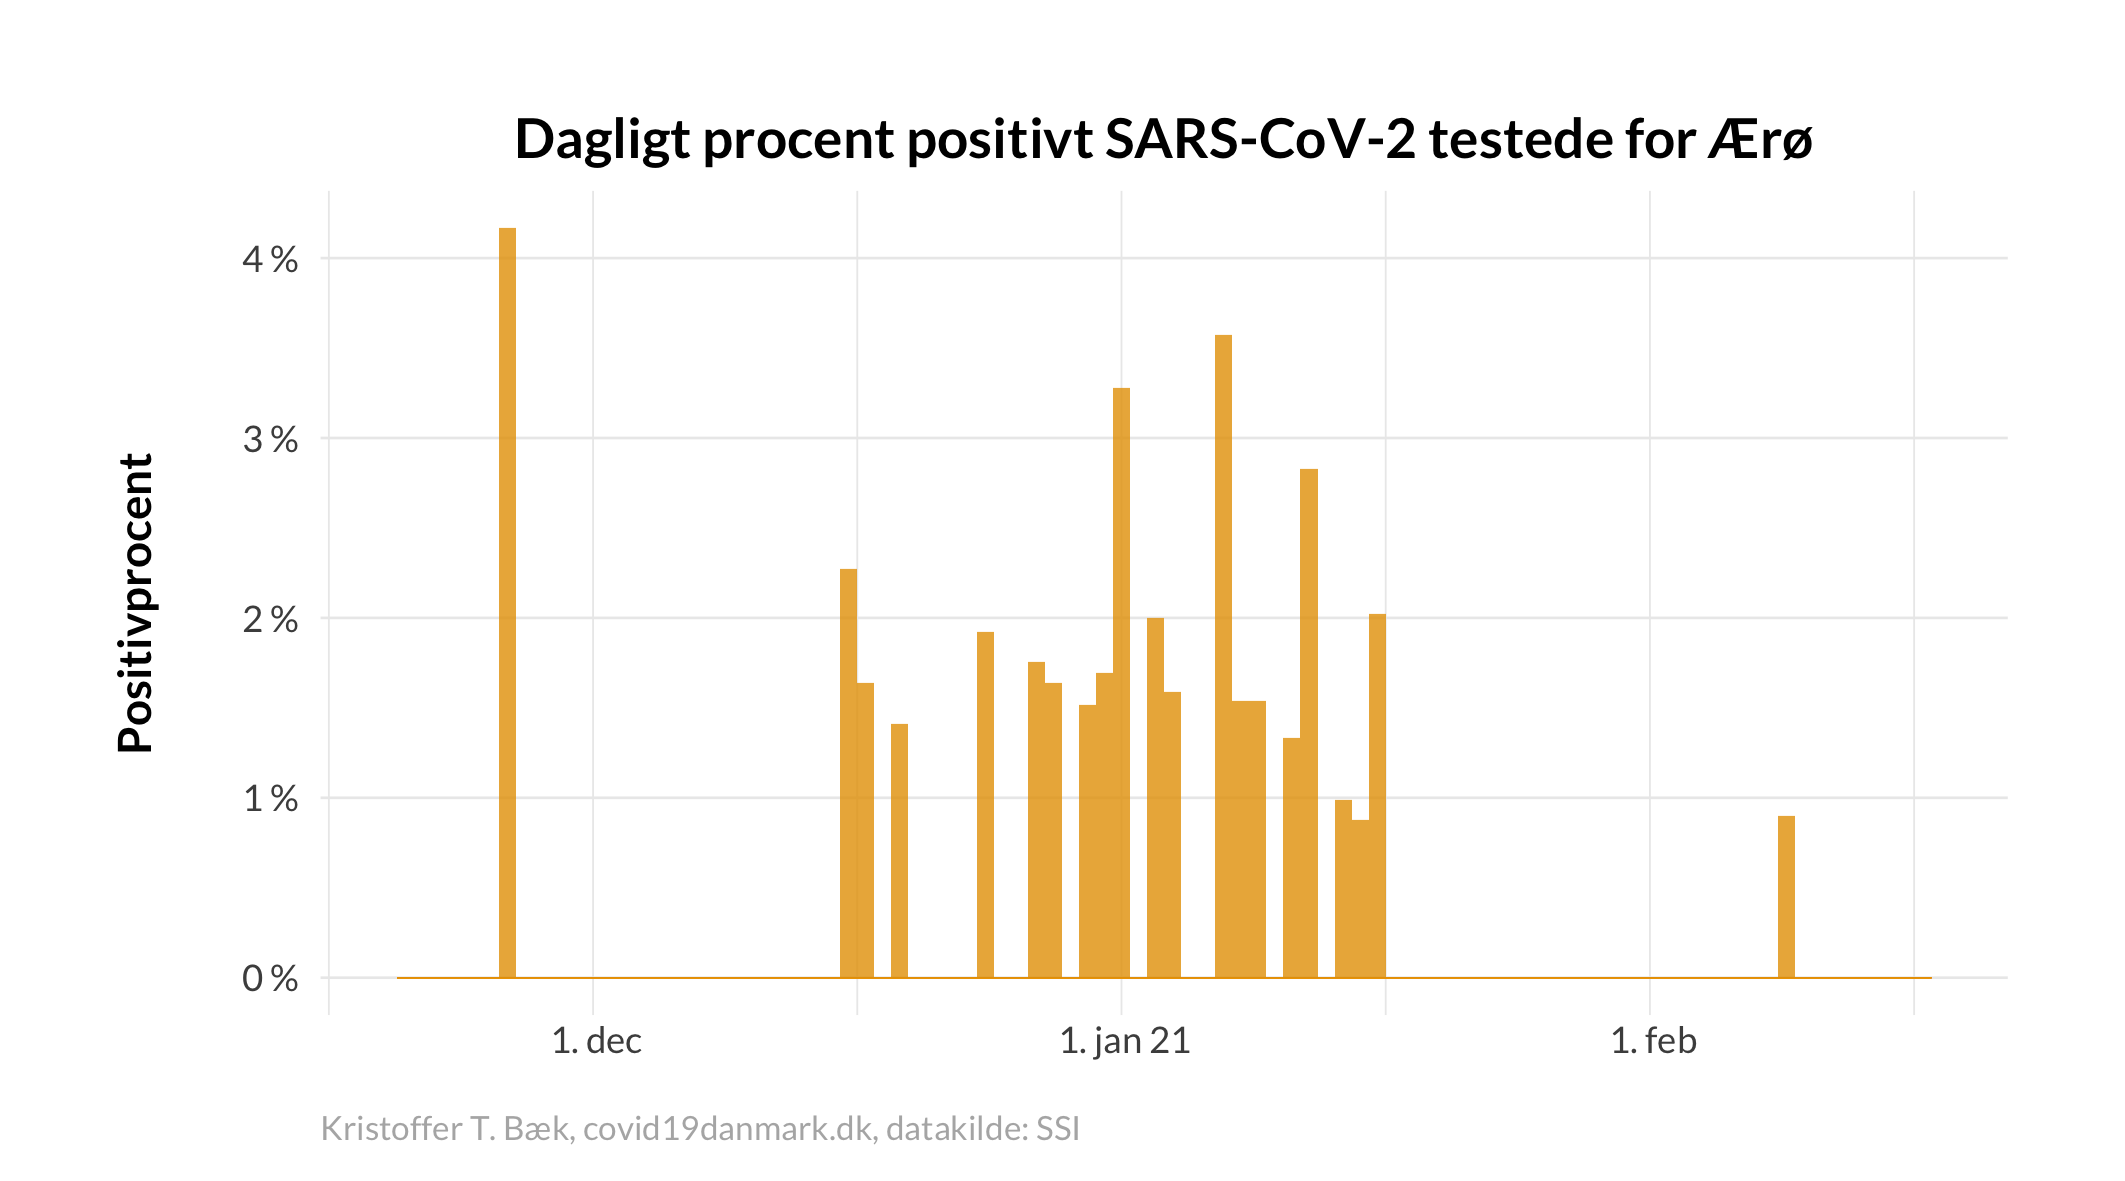 Dagligt procent positivt SARS-CoV-2 testede for Ærø
Positivprocent
4 %
3 %
2 %
1 %
0 %
1. dec
1. jan 21
1. feb
Kristoffer T. Bæk, covid19danmark.dk, datakilde: SSI